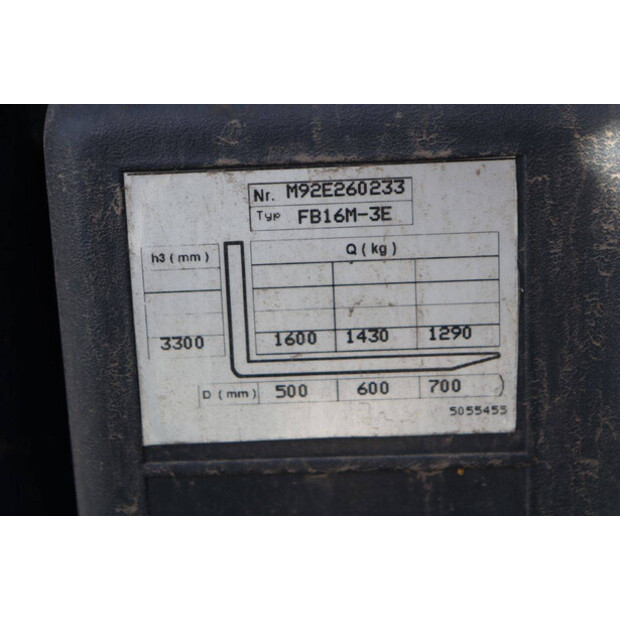 Nr. M92E260233
Typ FB16M-3E
h3 ( mm ) Q ( kg )
3300 1600 1430 1290
D ( mm ) 500 600 700
5055455